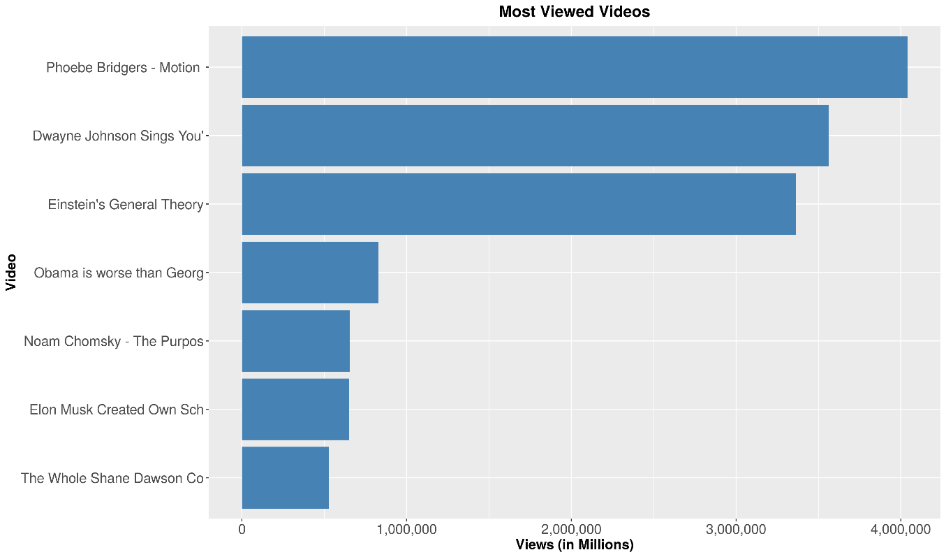 Most Viewed Videos
Video
Phoebe Bridgers - Motion
Dwayne Johnson Sings You'
Einstein's General Theory
Obama is worse than Georg
Noam Chomsky - The Purpos
Elon Musk Created Own Sch
The Whole Shane Dawson Co
0 1,000,000 2,000,000 3,000,000 4,000,000
Views (in Millions)